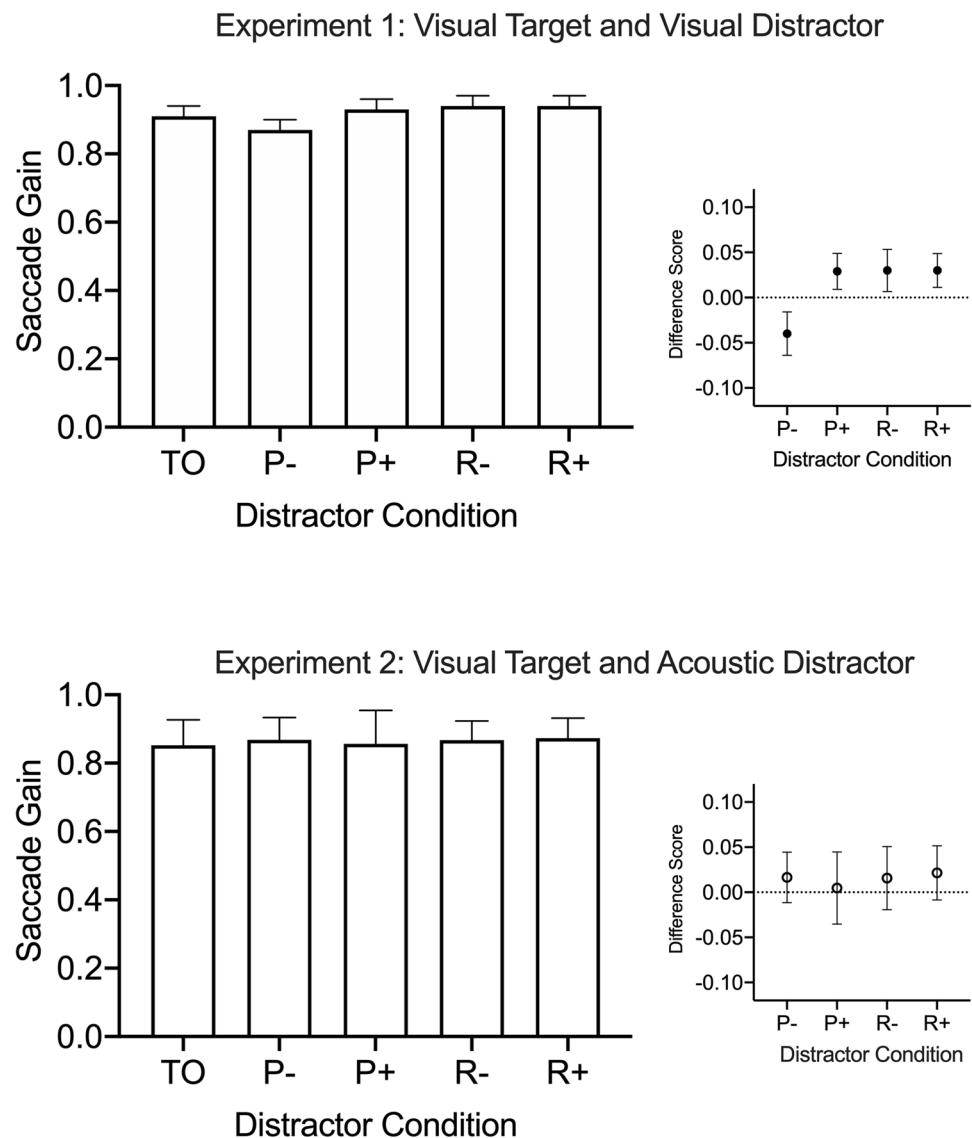 Experiment 1: Visual Target and Visual Distractor
Saccade Gain
1.0
0.8
0.6
0.4
0.2
0.0
TO P- P+ R- R+
Distractor Condition
Difference Score
0.10
0.05
0.00
-0.05
-0.10
P- P+ R- R+
Distractor Condition
Experiment 2: Visual Target and Acoustic Distractor
Saccade Gain
1.0
0.8
0.6
0.4
0.2
0.0
TO P- P+ R- R+
Distractor Condition
Difference Score
0.10
0.05
0.00
-0.05
-0.10
P- P+ R- R+
Distractor Condition